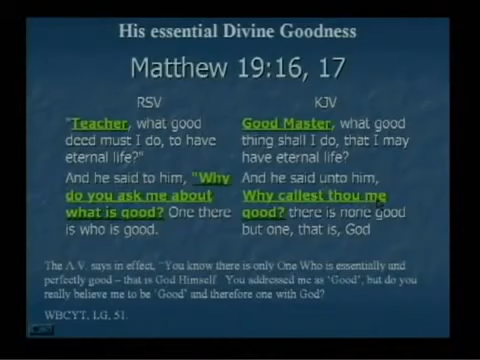 His essential Divine Goodness
Matthew 19:16, 17
RSV
"Teacher, what good
deed must I do, to have
eternal life?"
And he said to him, "Why
do you ask me about
what is good? One there
is who is good.
KJV
Good Master, what good
thing shall I do, that I may
have eternal life?
And he said unto him,
Why callest thou me
good? there is none good
but one, that is, God
The A.V. says in effect, "You know there is only One Who is essentially and
perfectly good – that is God Himself. You addressed me as 'Good', but do you
really believe me to be 'Good' and therefore one with God?
WBCYT, LG, 51.